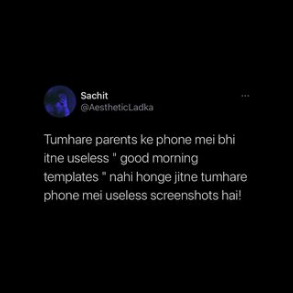 Sachit
@AestheticLadka
Tumhare parents ke phone mei bhi
itne useless " good morning
templates " nahi honge jitne tumhare
phone mei useless screenshots hai!